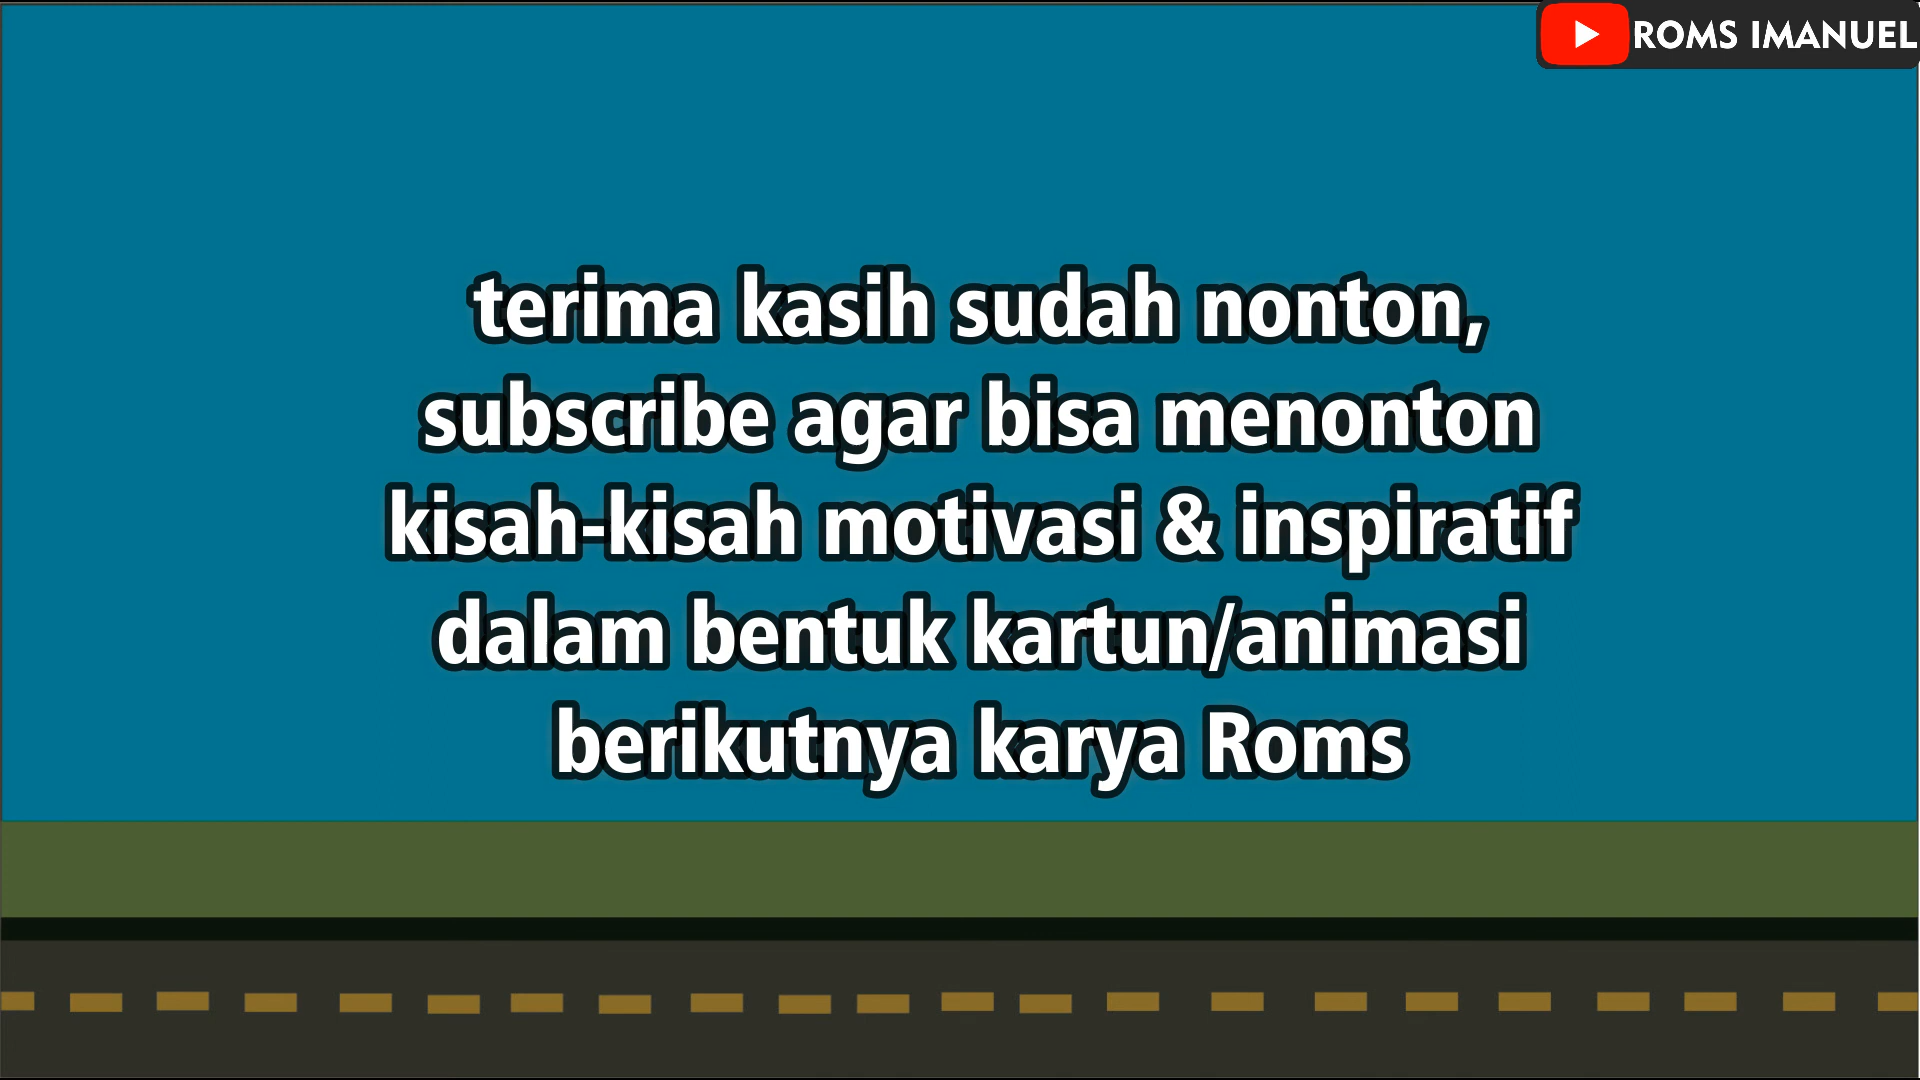 ROMS IMANUEL
terima kasih sudah nonton,
subscribe agar bisa menonton
kisah-kisah motivasi & inspiratif
dalam bentuk kartun/animasi
berikutnya karya Roms